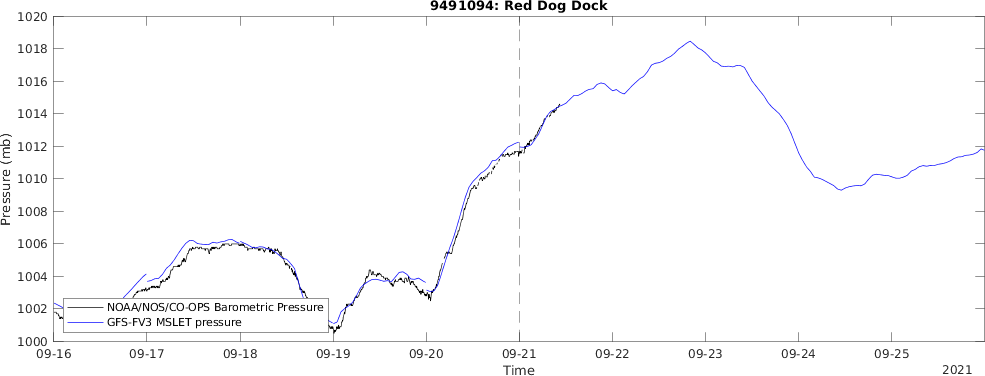 9491094: Red Dog Dock
Pressure (mb)
1020
1018
1016
1014
1012
1010
1008
1006
1004
1002
1000
NOAA/NOS/CO-OPS Barometric Pressure
GFS-FV3 MSLET pressure
09-16 09-17 09-18 09-19 09-20 09-21 09-22 09-23 09-24 09-25
Time
2021